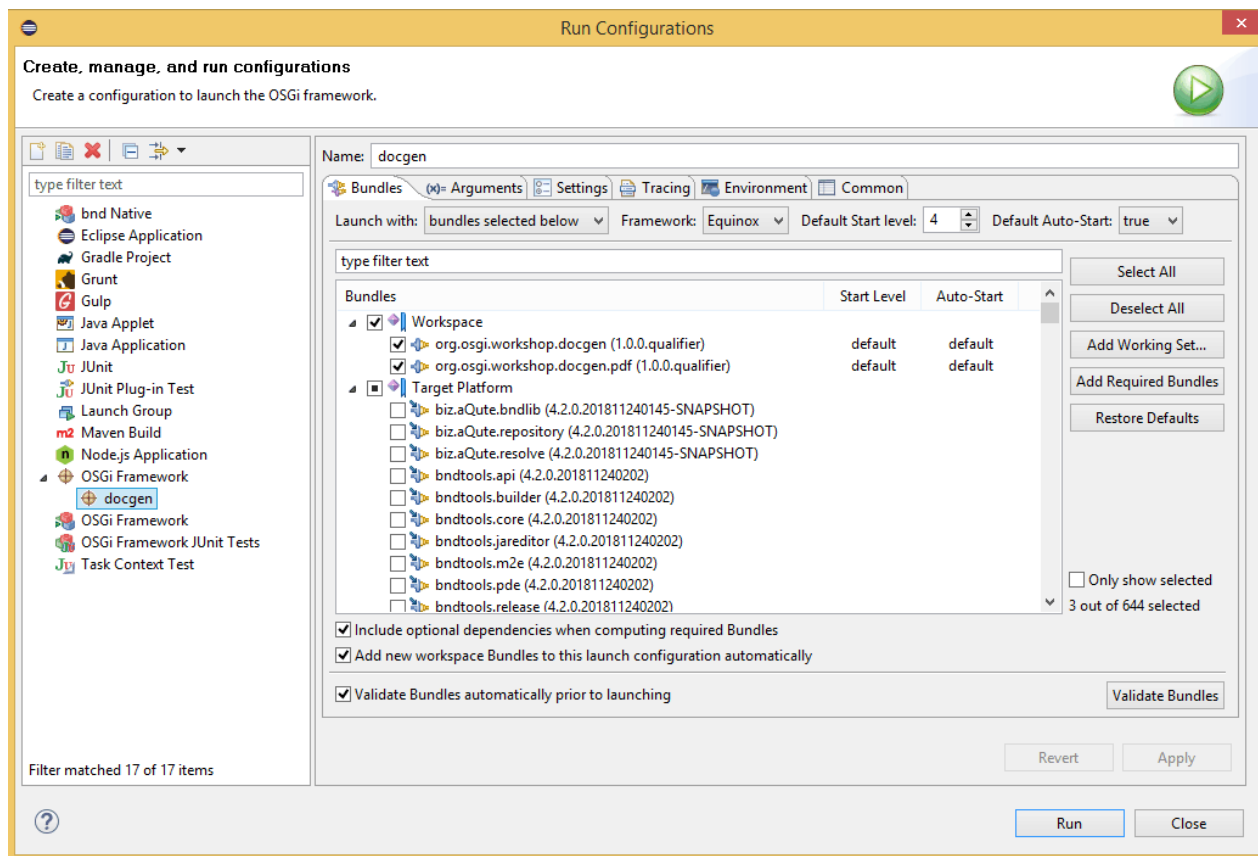 Run Configurations
Create, manage, and run configurations
Create a configuration to launch the OSGi framework.
type filter text
bnd Native
Eclipse Application
Gradle Project
Grunt
Gulp
Java Applet
Java Application
JUnit
JUnit Plug-in Test
Launch Group
Maven Build
Node.js Application
OSGi Framework
docgen
OSGi Framework
OSGi Framework JUnit Tests
Task Context Test
Filter matched 17 of 17 items
Name: docgen
Bundles (x)= Arguments Settings Tracing Environment Common
Launch with: bundles selected below Framework: Equinox Default Start level: 4 Default Auto-Start: true
type filter text
Bundles Start Level Auto-Start
Workspace
org.osgi.workshop.docgen (1.0.0.qualifier) default default
org.osgi.workshop.docgen.pdf (1.0.0.qualifier) default default
Target Platform
biz.aQute.bndlib (4.2.0.201811240145-SNAPSHOT)
biz.aQute.repository (4.2.0.201811240145-SNAPSHOT)
biz.aQute.resolve (4.2.0.201811240145-SNAPSHOT)
bndtools.api (4.2.0.201811240202)
bndtools.builder (4.2.0.201811240202)
bndtools.core (4.2.0.201811240202)
bndtools.jareditor (4.2.0.201811240202)
bndtools.m2e (4.2.0.201811240202)
bndtools.pde (4.2.0.201811240202)
bndtools.release (4.2.0.201811240202)
Select All
Deselect All
Add Working Set...
Add Required Bundles
Restore Defaults
Only show selected
3 out of 644 selected
Include optional dependencies when computing required Bundles
Add new workspace Bundles to this launch configuration automatically
Validate Bundles automatically prior to launching
Validate Bundles
Revert Apply
Run Close